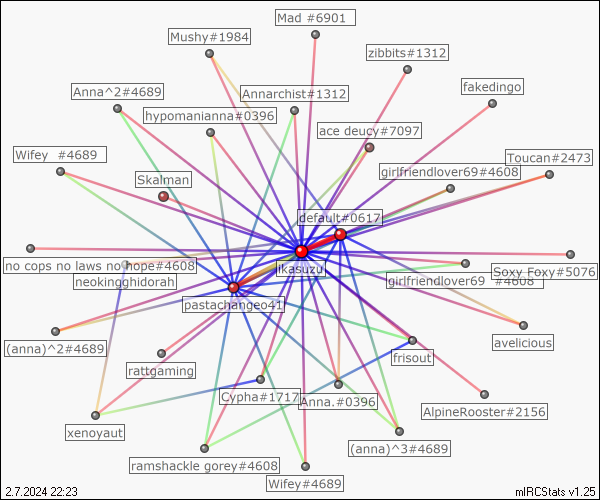 Mad #6901
Mushy#1984
zibbits#1312
Anna^2#4689
Annarchist#1312
fakedingo
hypomanianna#0396
ace deucy#7097
Wifey #4689
Toucan#2473
girlfriendlover69#4608
Skalman
default#0617
no cops no laws no hope#4608
ikasuzu
Soxy Foxy#5076
neokingghidorah
girlfriendlover69 #4608
pastachangeo41
(anna)^2#4689
avelicious
frisout
rattgaming
Cypha#1717
Anna.#0396
AlpineRooster#2156
xenoyaut
(anna)^3#4689
ramshackle gorey#4608
Wifey#4689
2.7.2024 22:23
mIRCStats v1.25